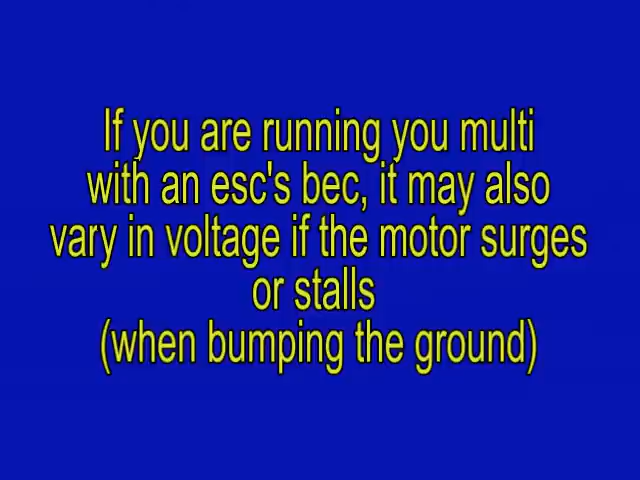 If you are running you multi
with an esc's bec, it may also
vary in voltage if the motor surges
or stalls
(when bumping the ground)